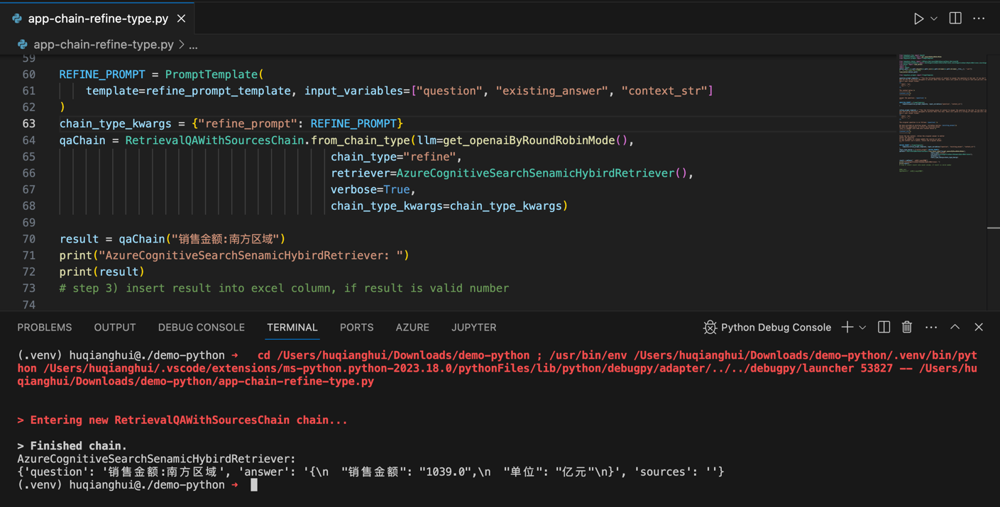 app-chain-refine-type.py
app-chain-refine-type.py > ...
59
60 REFINE_PROMPT = PromptTemplate(
61 template=refine_prompt_template, input_variables=["question", "existing_answer", "context_str"]
62 )
63 chain_type_kwargs = {"refine_prompt": REFINE_PROMPT}
64 qaChain = RetrievalQAWithSourcesChain.from_chain_type(llm=get_openaiByRoundRobinMode(),
65 chain_type="refine",
66 retriever=AzureCognitiveSearchSenamicHybirdRetriever(),
67 verbose=True,
68 chain_type_kwargs=chain_type_kwargs)
69
70 result = qaChain("销售金额:南方区域")
71 print("AzureCognitiveSearchSenamicHybirdRetriever: ")
72 print(result)
73 # step 3) insert result into excel column, if result is valid number
74
PROBLEMS OUTPUT DEBUG CONSOLE TERMINAL PORTS AZURE JUPYTER Python Debug Console
(.venv) huqianghui@./demo-python → cd /Users/huqianghui/Downloads/demo-python ; /usr/bin/env /Users/huqianghui/Downloads/demo-python/.venv/bin/pyt
hon /Users/huqianghui/.vscode/extensions/ms-python.python-2023.18.0/pythonFiles/lib/python/debugpy/adapter/../../debugpy/launcher 53827 -- /Users/hu
qianghui/Downloads/demo-python/app-chain-refine-type.py
> Entering new RetrievalQAWithSourcesChain chain...
> Finished chain.
AzureCognitiveSearchSenamicHybirdRetriever:
{'question': '销售金额:南方区域', 'answer': '{\n  "销售金额": "1039.0",\n  "单位": "亿元"\n}', 'sources': ''}
(.venv) huqianghui@./demo-python →